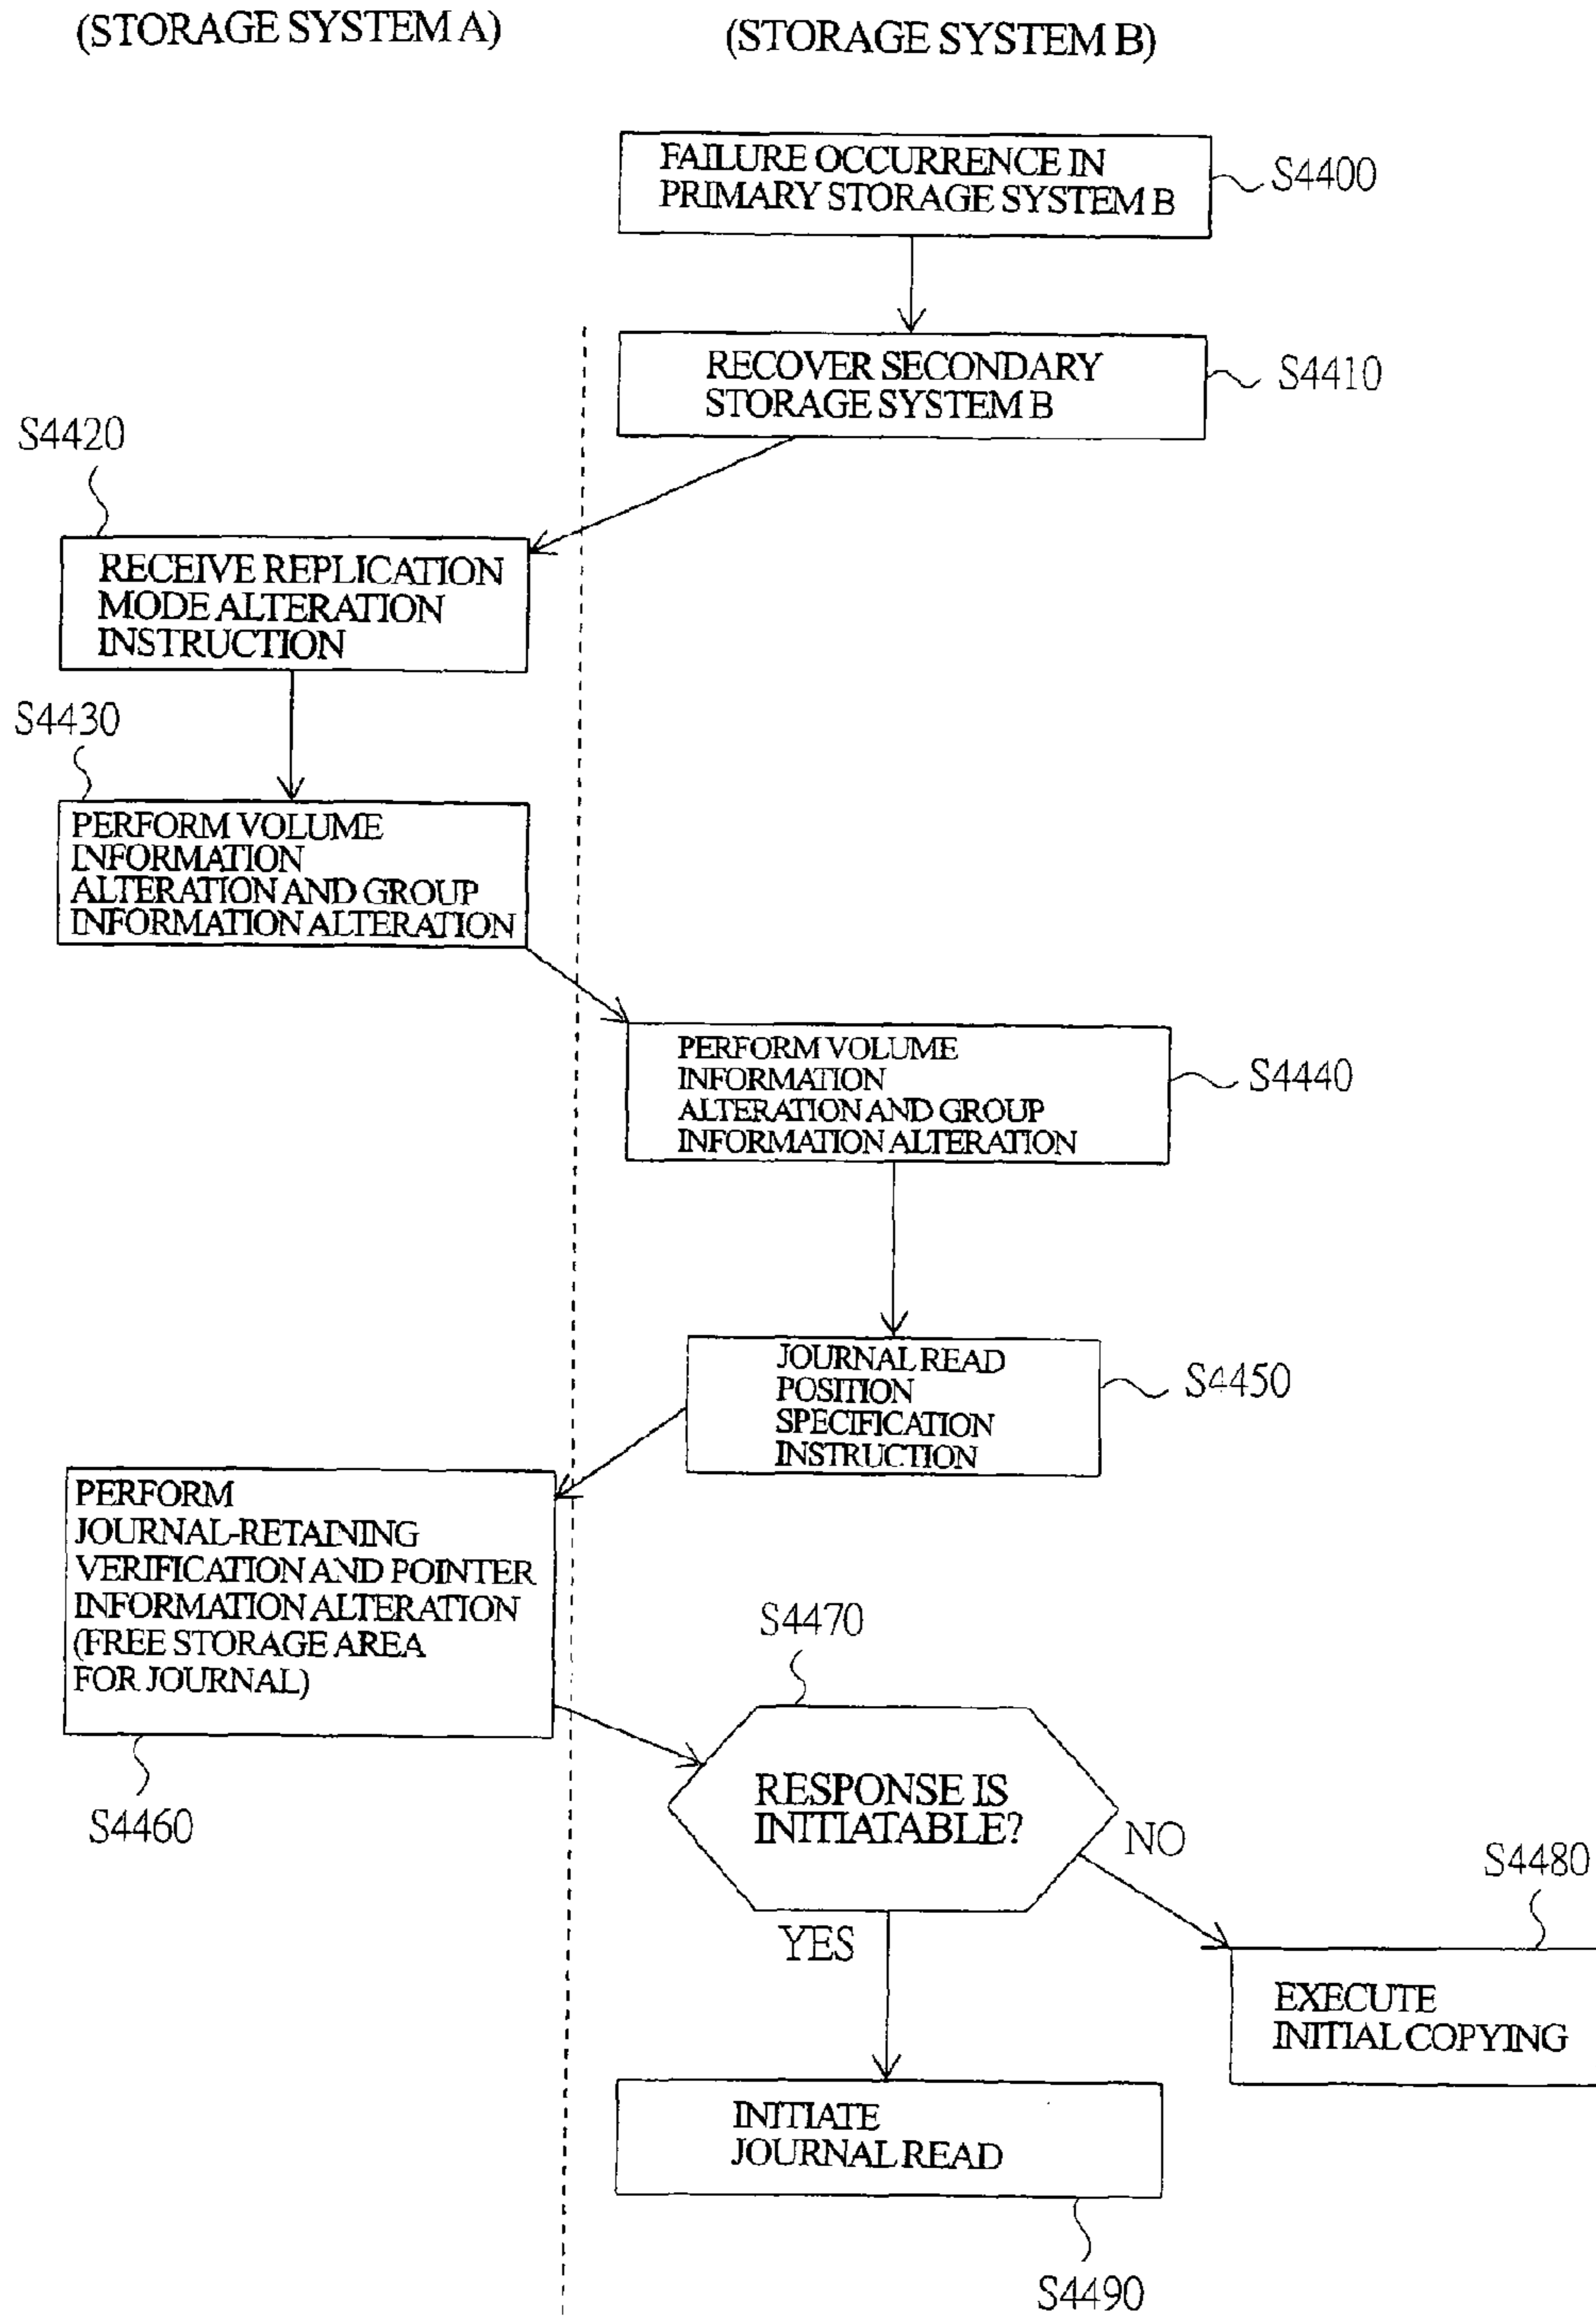 (STORAGE SYSTEM A)
(STORAGE SYSTEM B)
FAILURE OCCURRENCE IN
PRIMARY STORAGE SYSTEM B
S4400
RECOVER SECONDARY
STORAGE SYSTEM B
S4410
S4420
RECEIVE REPLICATION
MODE ALTERATION
INSTRUCTION
S4430
PERFORM VOLUME
INFORMATION
ALTERATION AND GROUP
INFORMATION ALTERATION
PERFORM VOLUME
INFORMATION
ALTERATION AND GROUP
INFORMATION ALTERATION
S4440
JOURNAL READ
POSITION
SPECIFICATION
INSTRUCTION
S4450
PERFORM
JOURNAL-RETAINING
VERIFICATION AND POINTER
INFORMATION ALTERATION
(FREE STORAGE AREA
FOR JOURNAL)
S4460
S4470
RESPONSE IS
INITIATABLE?
NO
YES
S4480
EXECUTE
INITIAL COPYING
INITIATE
JOURNAL READ
S4490